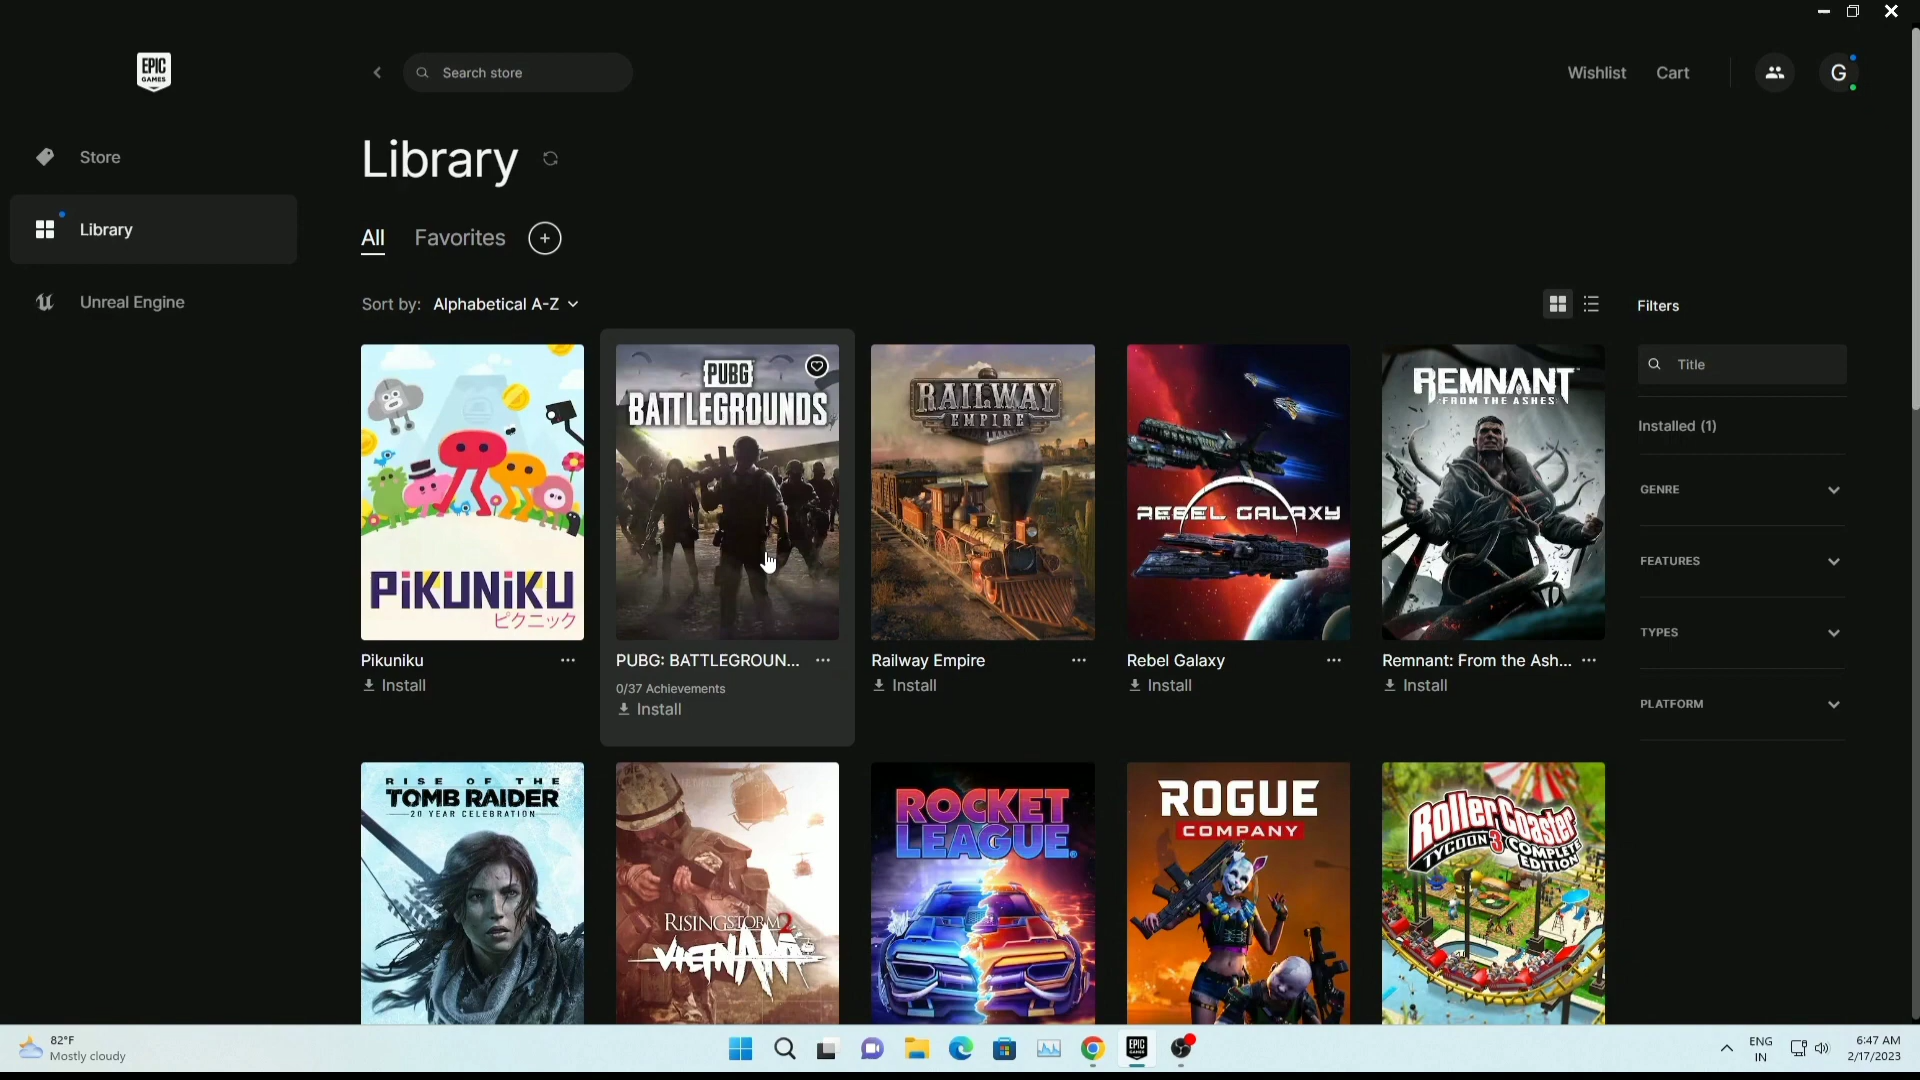 EPIC
GAMES
Search store
Wishlist
Cart
G
Store
Library
Unreal Engine
Library
All
Favorites
Sort by:
Alphabetical A-Z
PiKUNiKU
ピクニック
Pikuniku
Install
PUBG
BATTLEGROUNDS
PUBG: BATTLEGROUN...
0/37 Achievements
Install
RAILWAY
EMPIRE
Railway Empire
Install
REBEL GALAXY
Rebel Galaxy
Install
REMNANT
FROM THE ASHES
Remnant: From the Ash...
Install
Filters
Title
Installed (1)
GENRE
FEATURES
TYPES
PLATFORM
RISE OF THE
TOMB RAIDER
20 YEAR CELEBRATION
RISING STORM 2
VIETNAM
ROCKET
LEAGUE
ROGUE
COMPANY
RollerCoaster
TYCOON 3 COMPLETE
EDITION
82°F
Mostly cloudy
EPIC
GAMES
ENG
IN
6:47 AM
2/17/2023